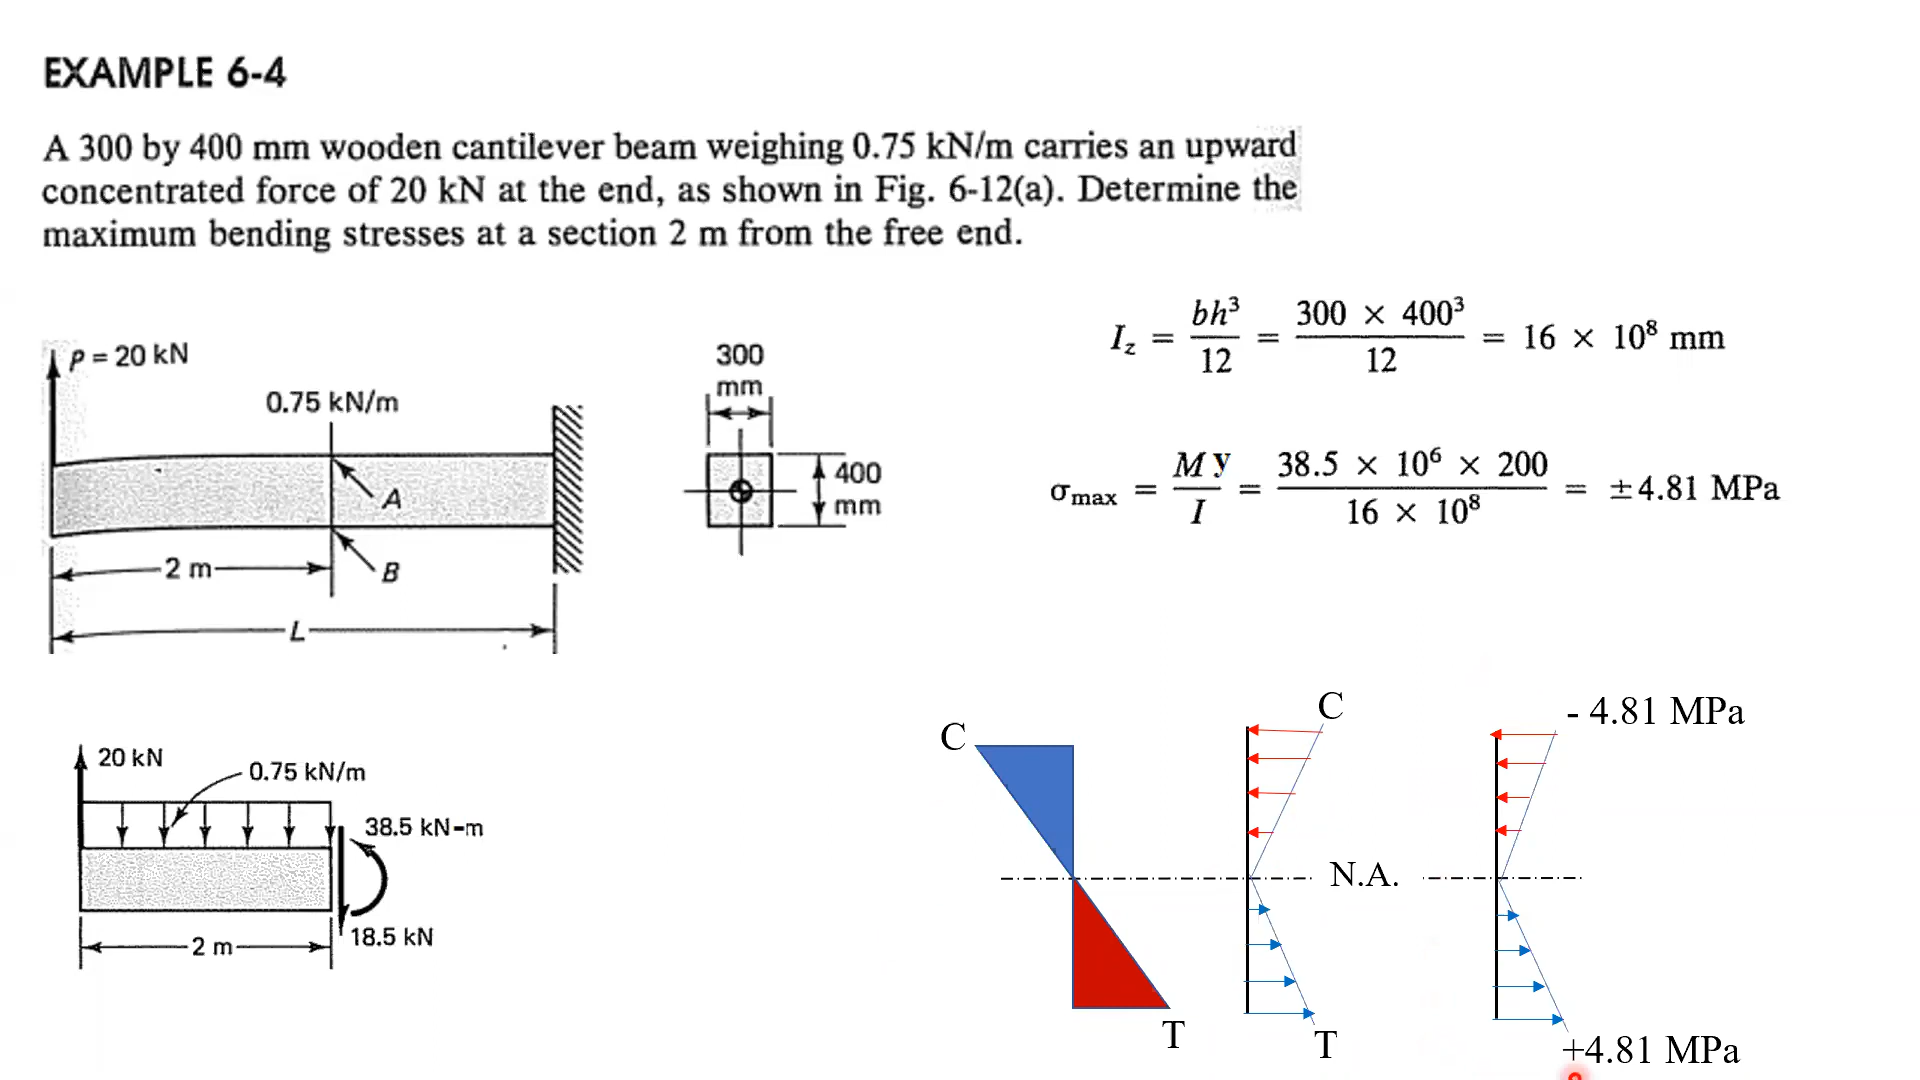 EXAMPLE 6-4
A 300 by 400 mm wooden cantilever beam weighing 0.75 kN/m carries an upward
concentrated force of 20 kN at the end, as shown in Fig. 6-12(a). Determine the
maximum bending stresses at a section 2 m from the free end.
P = 20 kN
0.75 kN/m
A
B
2 m
L
300
mm
400
mm
I_z = bh³/12 = 300 × 400³/12 = 16 × 10⁸ mm
σ_max = My/I = 38.5 × 10⁶ × 200/16 × 10⁸ = ±4.81 MPa
20 kN
0.75 kN/m
38.5 kN-m
18.5 kN
2 m
C
T
C
N.A.
T
- 4.81 MPa
+4.81 MPa